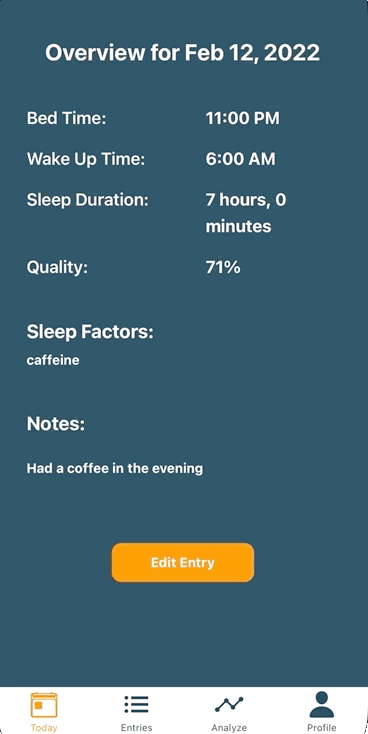 Overview for Feb 12, 2022
Bed Time: 11:00 PM
Wake Up Time: 6:00 AM
Sleep Duration: 7 hours, 0
minutes
Quality: 71%
Sleep Factors:
caffeine
Notes:
Had a coffee in the evening
Edit Entry
Today Entries Analyze Profile